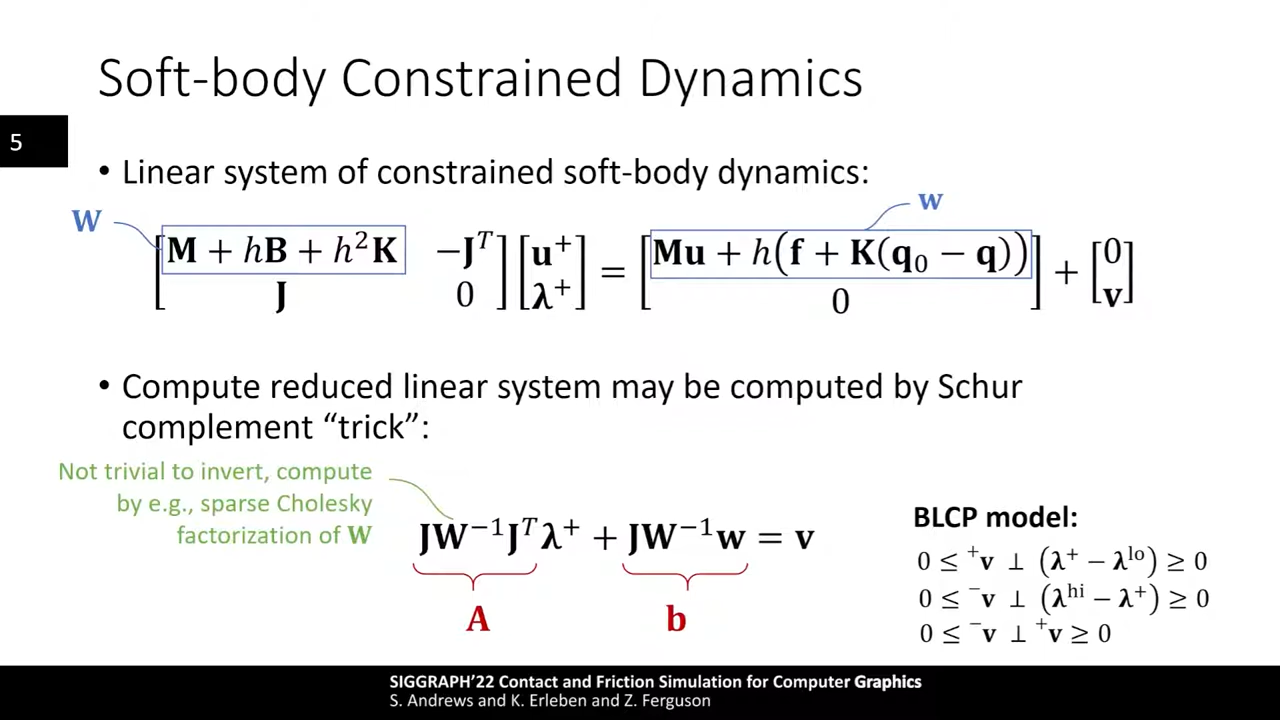 Soft-body Constrained Dynamics
5
• Linear system of constrained soft-body dynamics:
W
w
[M + hB + h²K −Jᵀ] [u⁺] = [Mu + h(f + K(q₀ − q))] + [0]
[J 0] [λ⁺] [0] [v]
• Compute reduced linear system may be computed by Schur
complement “trick”:
Not trivial to invert, compute
by e.g., sparse Cholesky
factorization of W
JW⁻¹Jᵀλ⁺ + JW⁻¹w = v
A
b
BLCP model:
0 ≤ ⁺v ⊥ (λ⁺ − λˡᵒ) ≥ 0
0 ≤ ⁻v ⊥ (λʰⁱ − λ⁺) ≥ 0
0 ≤ ⁻v ⊥ ⁺v ≥ 0
SIGGRAPH’22 Contact and Friction Simulation for Computer Graphics
S. Andrews and K. Erleben and Z. Ferguson